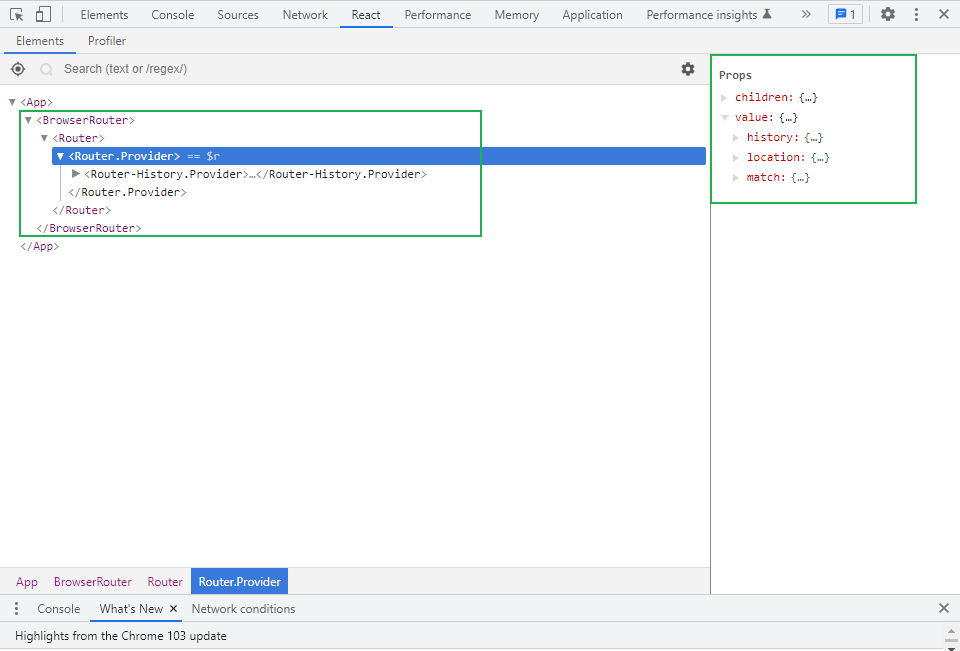 Elements Console Sources Network React Performance Memory Application Performance insights » 1
Elements Profiler
Search (text or /regex/)
<App>
<BrowserRouter>
<Router>
<Router.Provider> == $r
<Router-History.Provider>…</Router-History.Provider>
</Router.Provider>
</Router>
</BrowserRouter>
</App>
Props
children: {…}
value: {…}
history: {…}
location: {…}
match: {…}
App BrowserRouter Router Router.Provider
Console What's New × Network conditions
Highlights from the Chrome 103 update